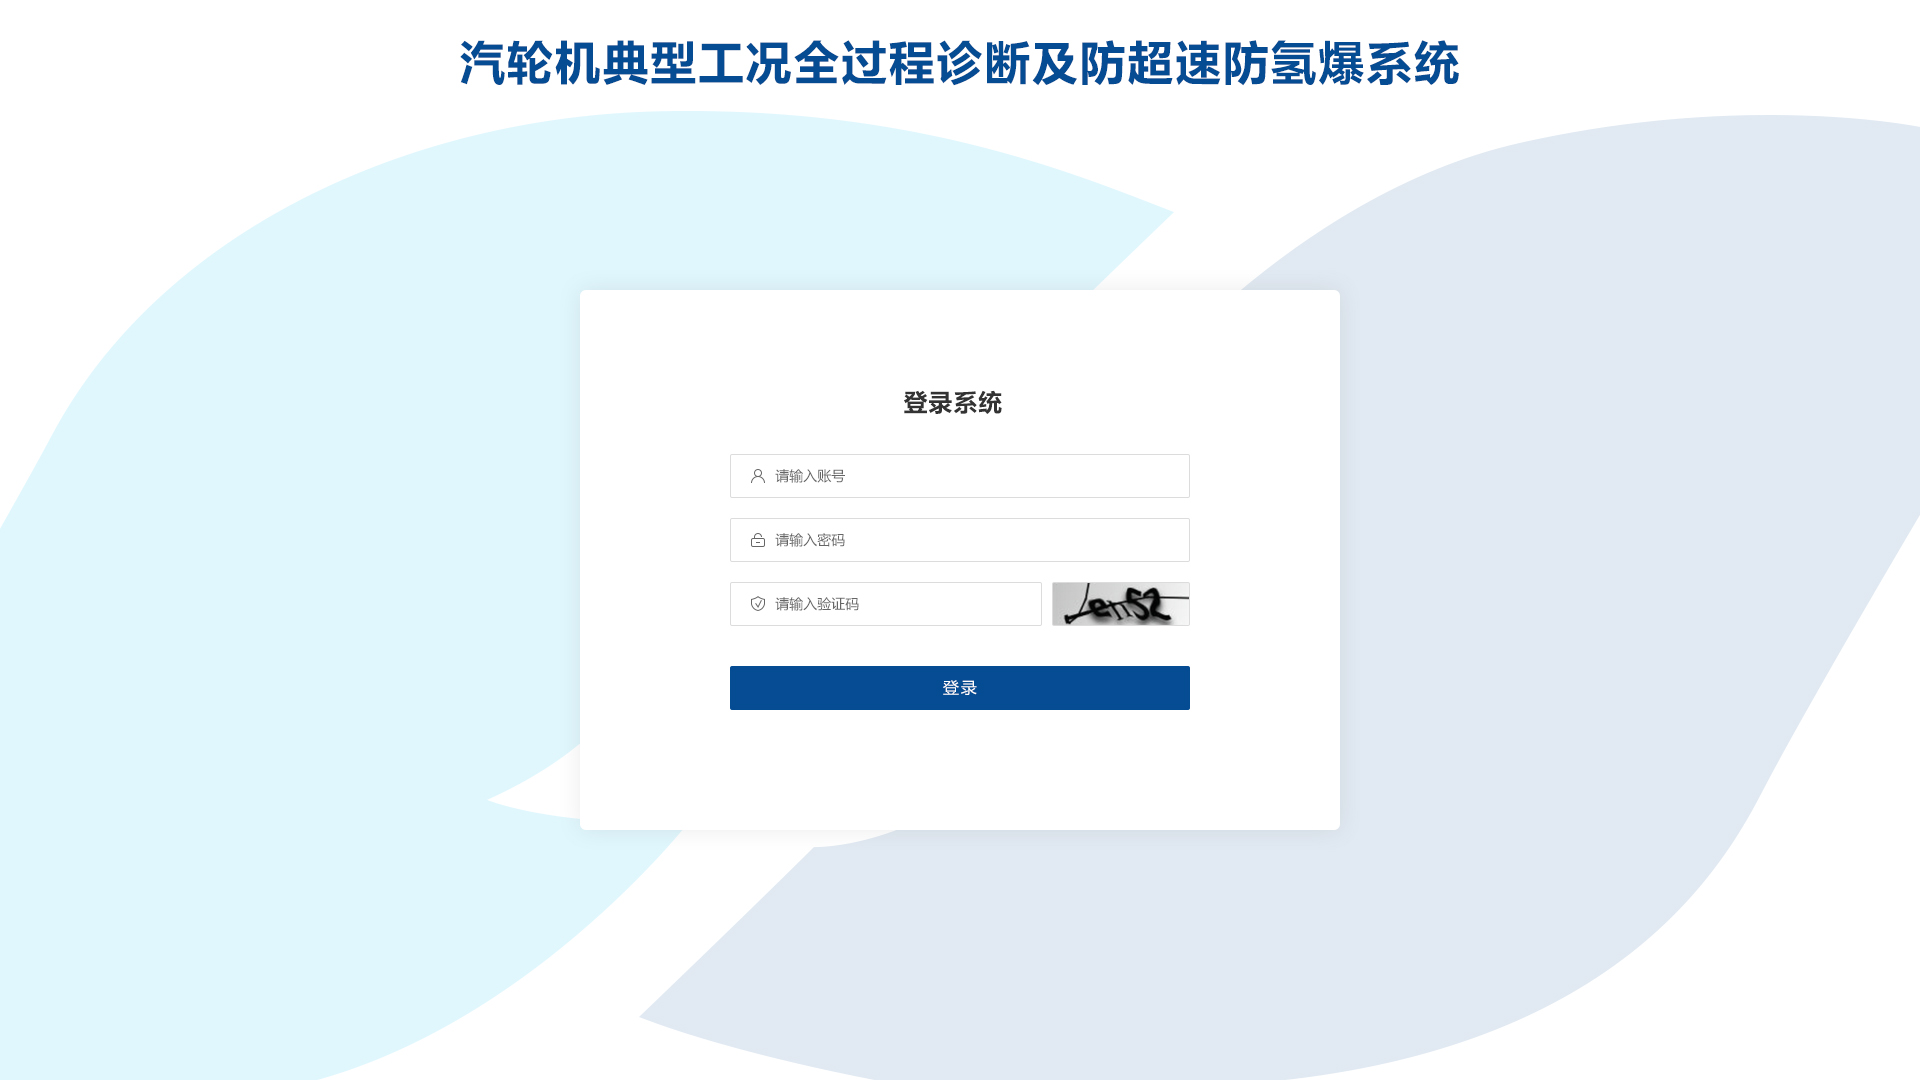 汽轮机典型工况全过程诊断及防超速防氢爆系统
登录系统
请输入账号
请输入密码
请输入验证码
登录